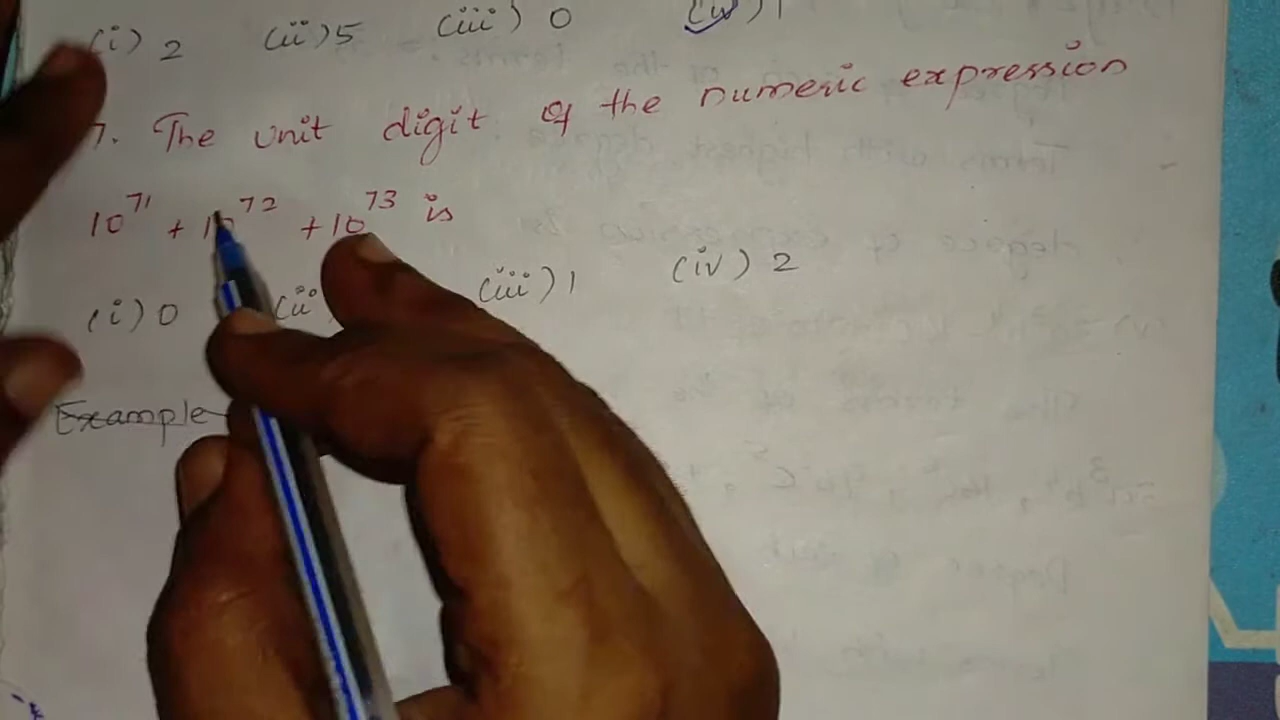 (i) 2 (ii) 5 (iii) 0 (iv) 1
7. The unit digit of the numeric expression
10^71 + 10^72 + 10^73 is
(i) 0 (ii (iii) 1 (iv) 2
Example